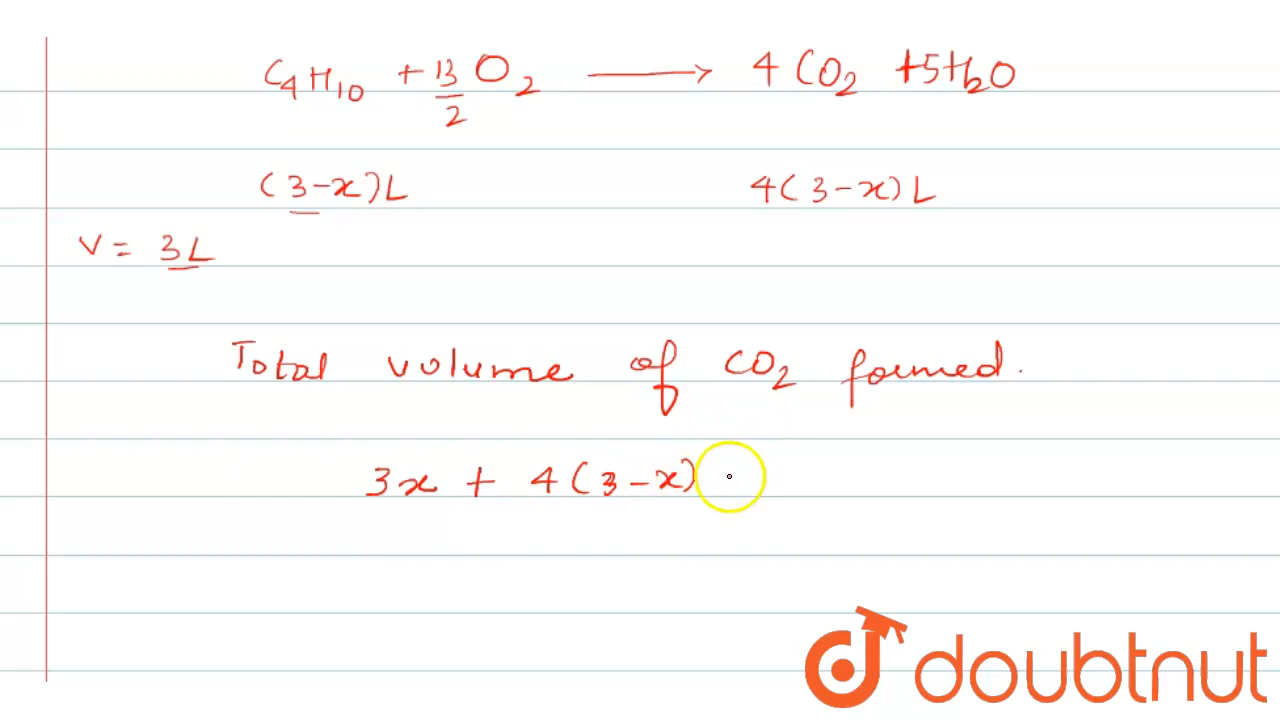 C4H10 + 13/2 O2 → 4CO2 + 5H2O
(3-x)L 4(3-x)L
V = 3L
Total volume of CO2 formed.
3x + 4(3-x)
doubtnut